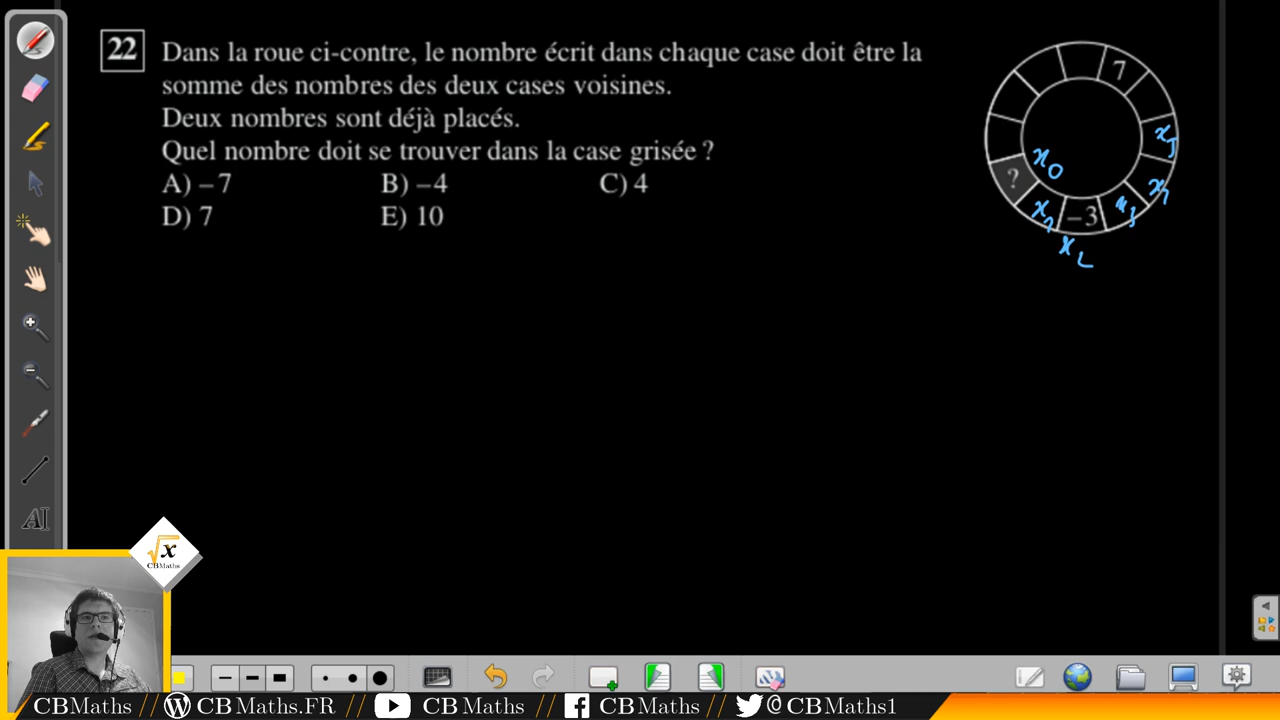 22 Dans la roue ci-contre, le nombre écrit dans chaque case doit être la
somme des nombres des deux cases voisines.
Deux nombres sont déjà placés.
Quel nombre doit se trouver dans la case grisée ?
A) –7 B) –4 C) 4
D) 7 E) 10
7
?
–3
x0
x
CBMaths
AI
CBMaths // CBMaths.FR // CBMaths // CBMaths // @CBMaths1